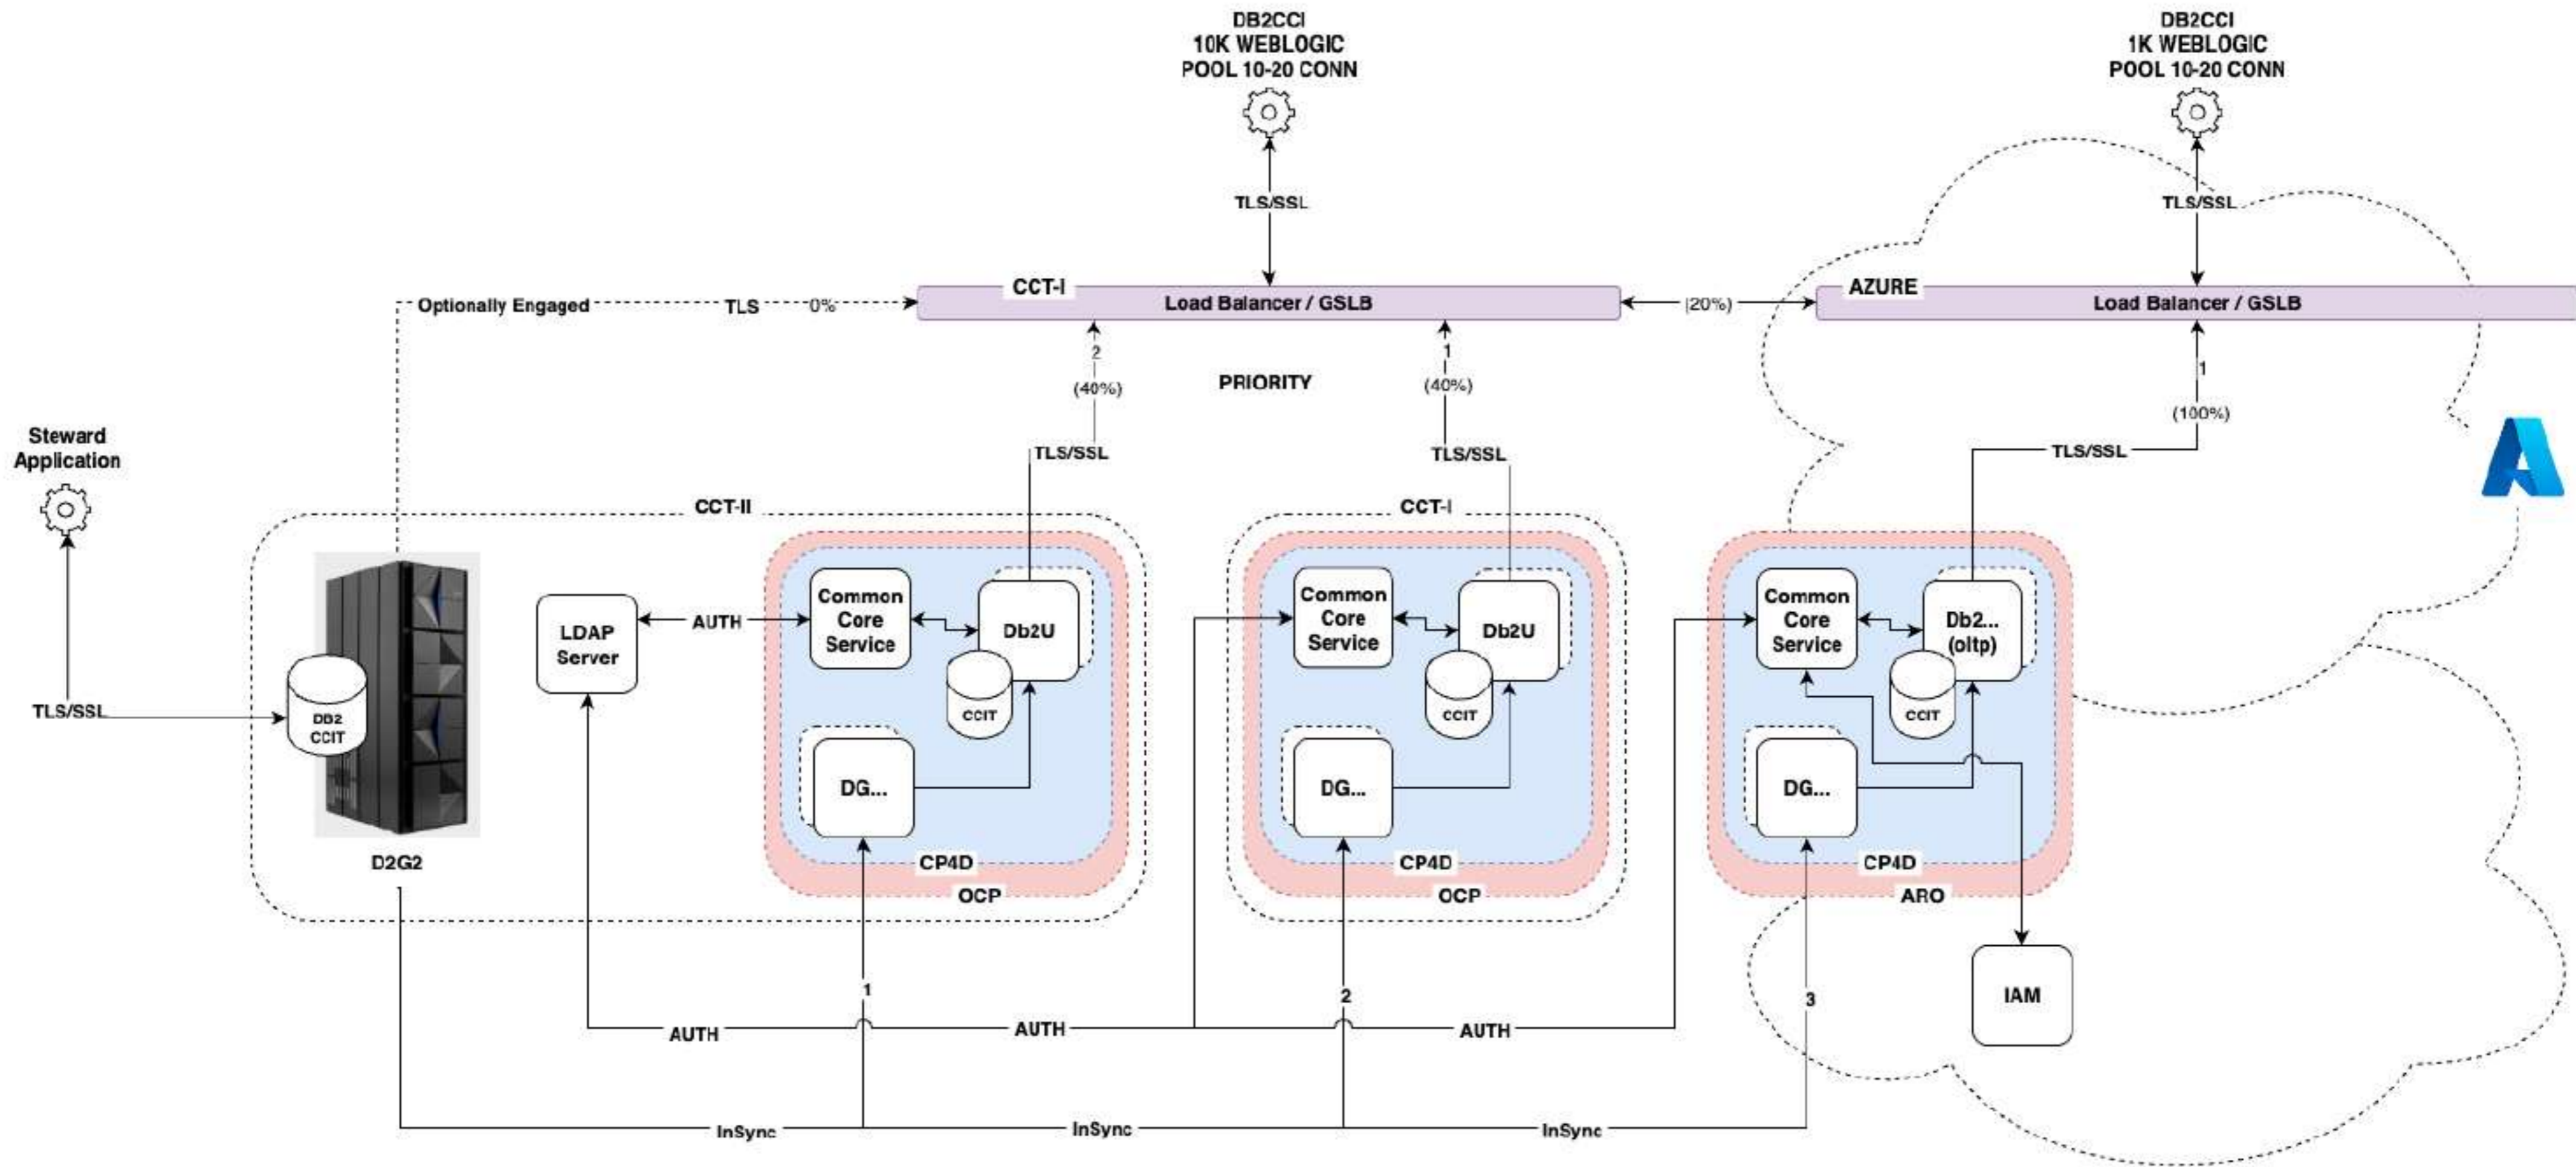 DB2CCI
10K WEBLOGIC
POOL 10-20 CONN
DB2CCI
1K WEBLOGIC
POOL 10-20 CONN
TLS/SSL
TLS/SSL
CCT-I
Load Balancer / GSLB
AZURE
Load Balancer / GSLB
Optionally Engaged
TLS
0%
(20%)
2
(40%)
PRIORITY
1
(40%)
1
(100%)
TLS/SSL
TLS/SSL
TLS/SSL
Steward
Application
TLS/SSL
CCT-II
CCT-I
DB2
CCIT
D2G2
LDAP
Server
AUTH
Common
Core
Service
Db2U
CCIT
DG...
CP4D
OCP
Common
Core
Service
Db2U
CCIT
DG...
CP4D
OCP
Common
Core
Service
Db2...
(oltp)
CCIT
DG...
CP4D
ARO
IAM
1
2
3
AUTH
AUTH
AUTH
InSync
InSync
InSync